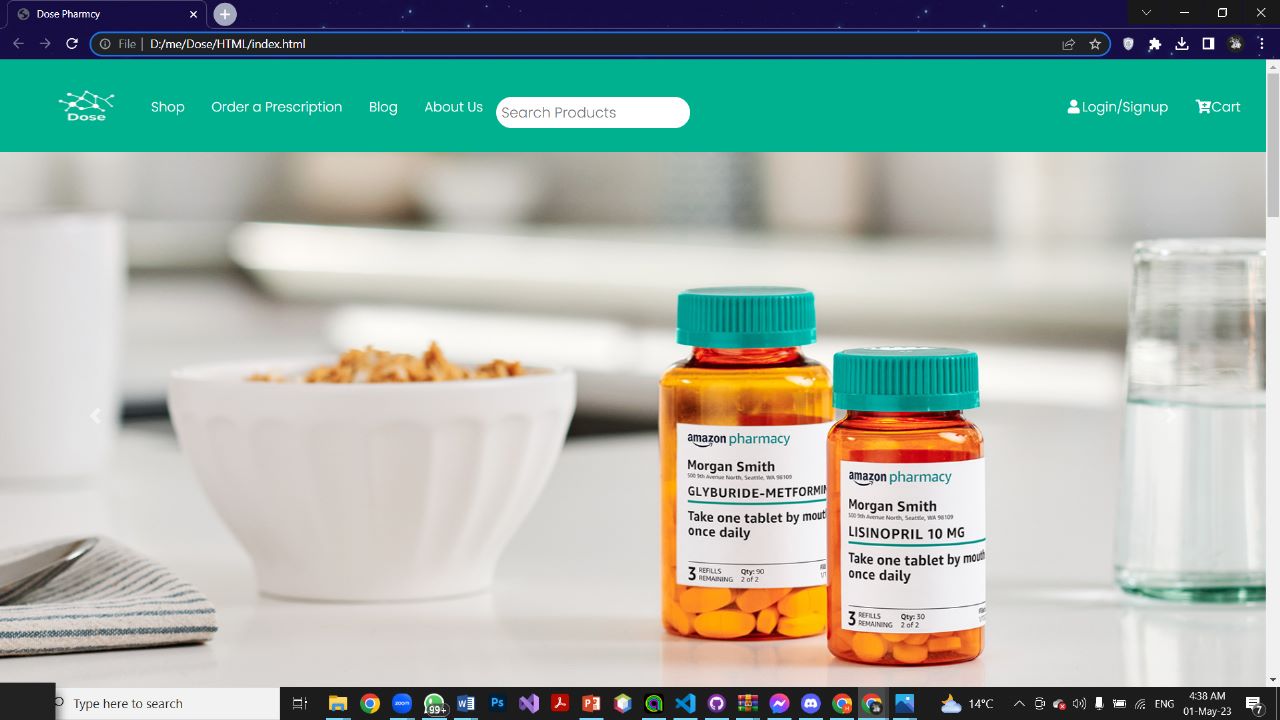 Dose Pharmcy
File
D:/me/Dose/HTML/index.html
Dose
Shop
Order a Prescription
Blog
About Us
Search Products
Login/Signup
Cart
amazon pharmacy
Morgan Smith
500 9th Avenue North, Seattle, WA 98109
GLYBURIDE-METFORMIN
Take one tablet by mou
once daily
3 REFILLS REMAINING
Qty: 90
2 of 2
amazon pharmacy
Morgan Smith
500 9th Avenue North, Seattle, WA 98109
LISINOPRIL 10 MG
Take one tablet by mouth
once daily
3 REFILLS REMAINING
Qty: 30
2 of 2
Type here to search
99+
14°C
ENG
4:38 AM
01-May-23
7